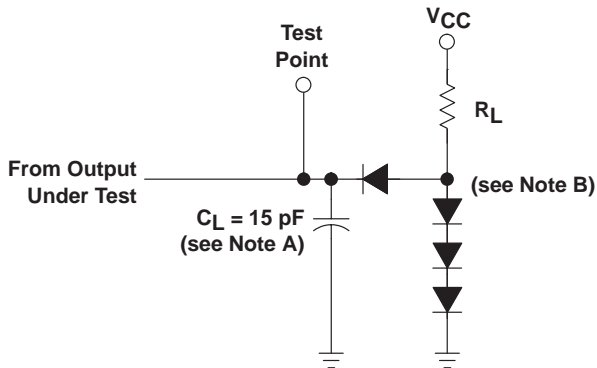 Test
Point
VCC
RL
From Output
Under Test
(see Note B)
CL = 15 pF
(see Note A)